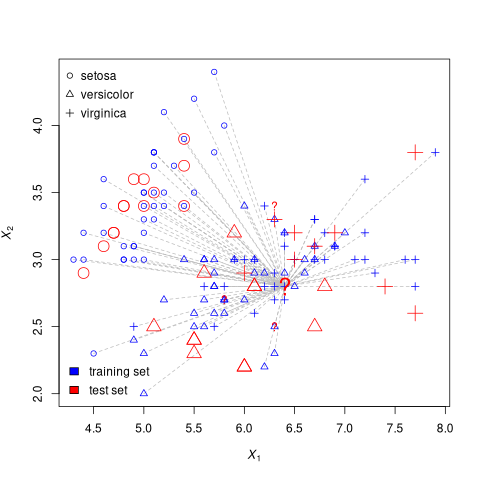 setosa
versicolor
virginica
X2
4.0
3.5
3.0
2.5
2.0
? 
?
?
?
training set
test set
4.5 5.0 5.5 6.0 6.5 7.0 7.5 8.0
X1